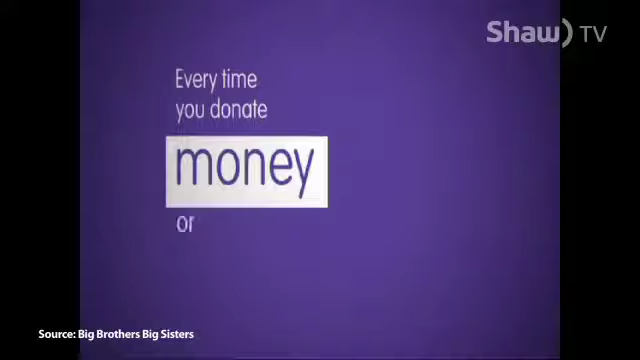 Shaw) TV
Every time
you donate
money
or
Source: Big Brothers Big Sisters